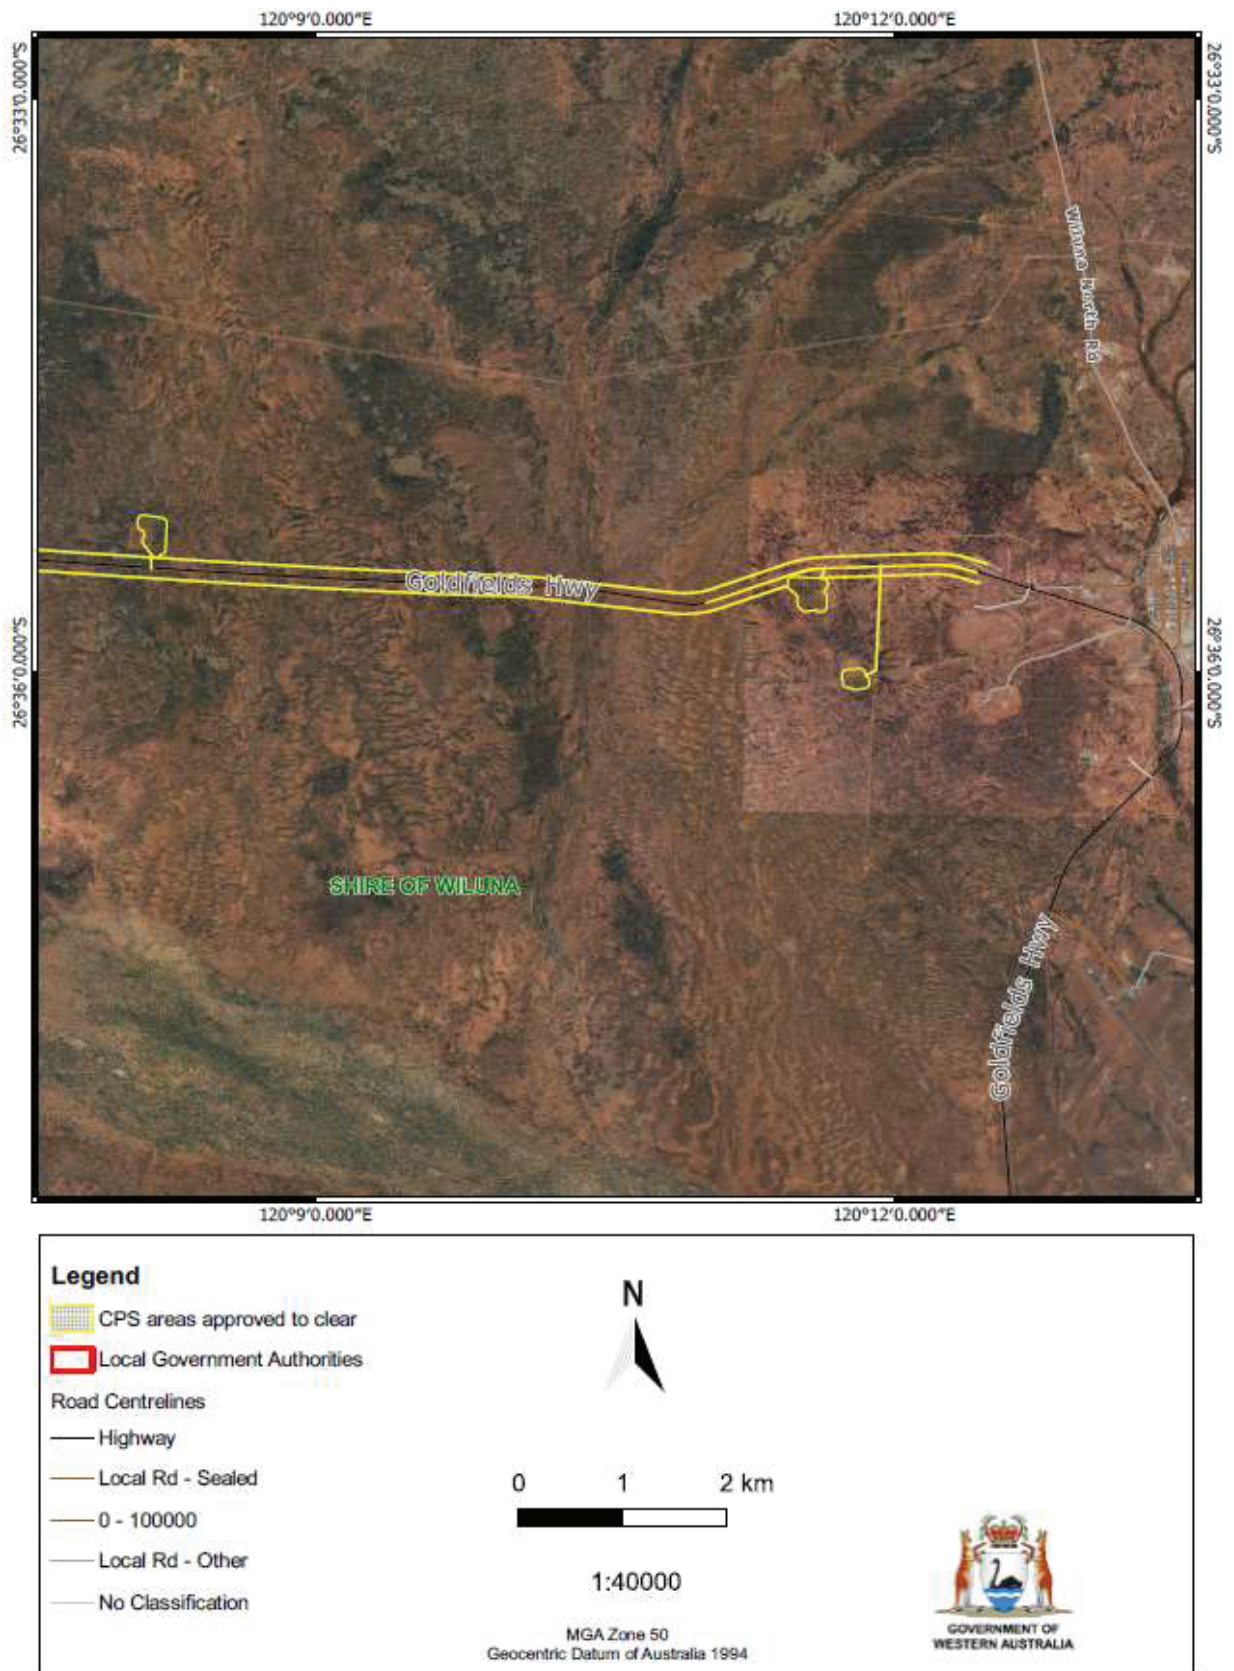 120°9'0.000"E
120°12'0.000"E
26°33'0.000"S
26°33'0.000"S
Wiluna North Rd
Goldfields Hwy
26°36'0.000"S
26°36'0.000"S
SHIRE OF WILUNA
Goldfields Hwy
120°9'0.000"E
120°12'0.000"E
Legend
CPS areas approved to clear
Local Government Authorities
Road Centrelines
Highway
Local Rd - Sealed
0 - 100000
Local Rd - Other
No Classification
N
0 1 2 km
1:40000
MGA Zone 50
Geocentric Datum of Australia 1994
GOVERNMENT OF
WESTERN AUSTRALIA